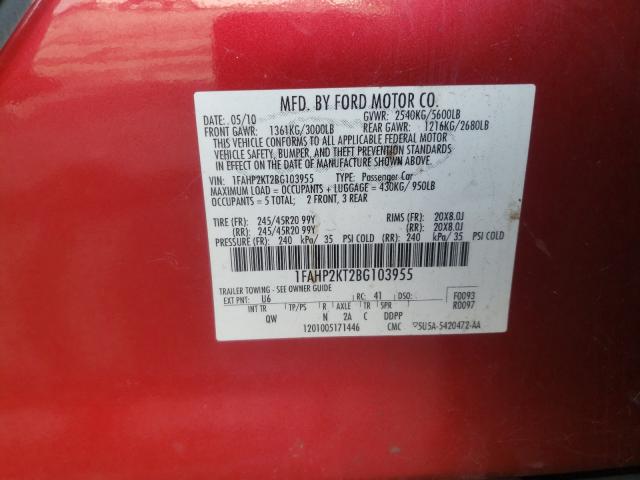 MFD. BY FORD MOTOR CO.
DATE: 05/10 GVWR: 2540KG/5600LB
FRONT GAWR: 1361KG/3000LB REAR GAWR: 1216KG/2680LB
THIS VEHICLE CONFORMS TO ALL APPLICABLE FEDERAL MOTOR
VEHICLE SAFETY, BUMPER, AND THEFT PREVENTION STANDARDS
IN EFFECT ON THE DATE OF MANUFACTURE SHOWN ABOVE.
VIN: 1FAHP2KT2BG103955 TYPE: Passenger Car
MAXIMUM LOAD = OCCUPANTS + LUGGAGE = 430KG/ 950LB
OCCUPANTS = 5 TOTAL; 2 FRONT, 3 REAR
TIRE (FR): 245/45R20 99Y RIMS (FR): 20X8.0J
(RR): 245/45R20 99Y (RR): 20X8.0J
PRESSURE (FR): 240 kPa/ 35 PSI COLD (RR): 240 kPa/ 35 PSI COLD
1FAHP2KT2BG103955
TRAILER TOWING - SEE OWNER GUIDE
EXT PNT: U6 RC: 41 DSO: F0093
INT TR TP/PS R AXLE TR SPR R0097
QW N 2A C DDPP
1201005171446 CMC 5U5A-5420472-AA